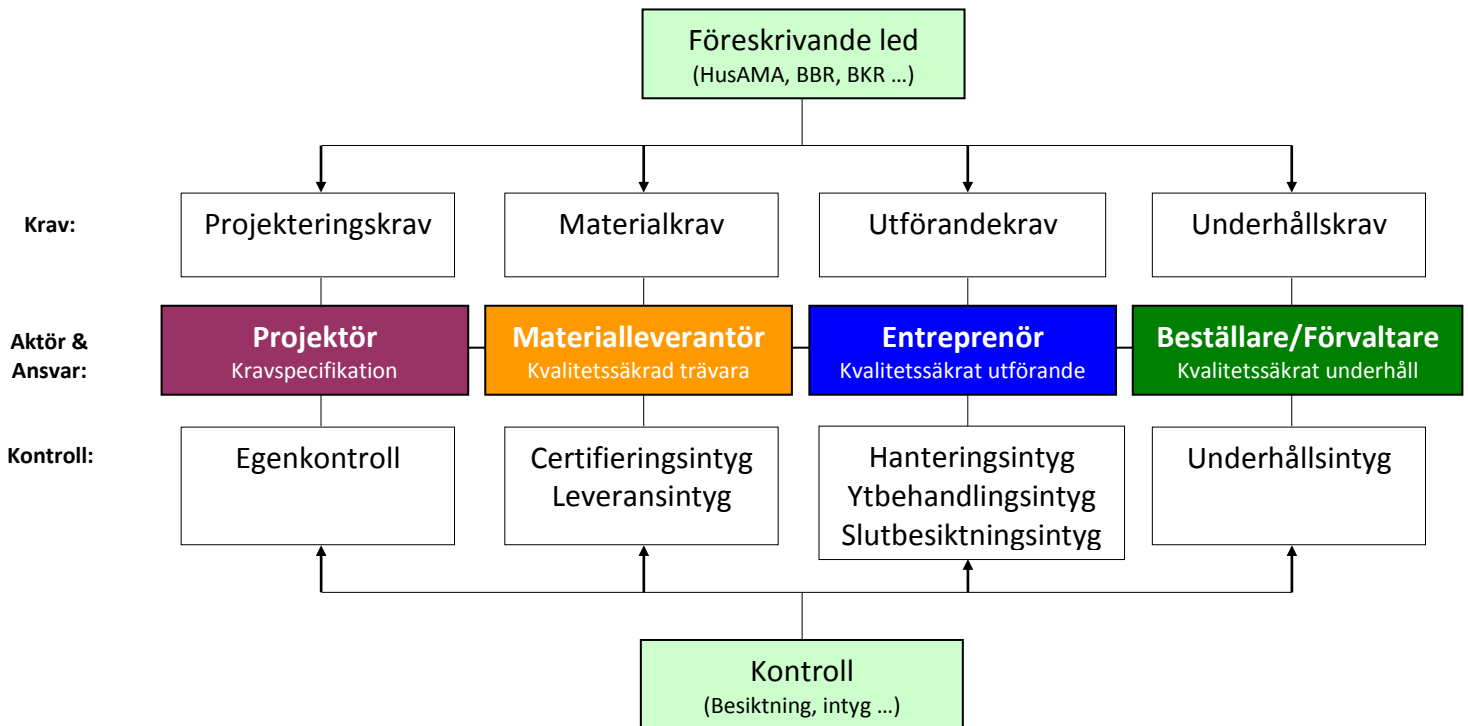 Föreskrivande led
(HusAMA, BBR, BKR ...)
Krav:
Projekteringskrav
Materialkrav
Utförandekrav
Underhållskrav
Aktör &
Ansvar:
Projektör
Kravspecifikation
Materialleverantör
Kvalitetssäkrad trävara
Entreprenör
Kvalitetssäkrat utförande
Beställare/Förvaltare
Kvalitetssäkrat underhåll
Kontroll:
Egenkontroll
Certifieringsintyg
Leveransintyg
Hanteringsintyg
Ytbehandlingsintyg
Slutbesiktningsintyg
Underhållsintyg
Kontroll
(Besiktning, intyg ...)